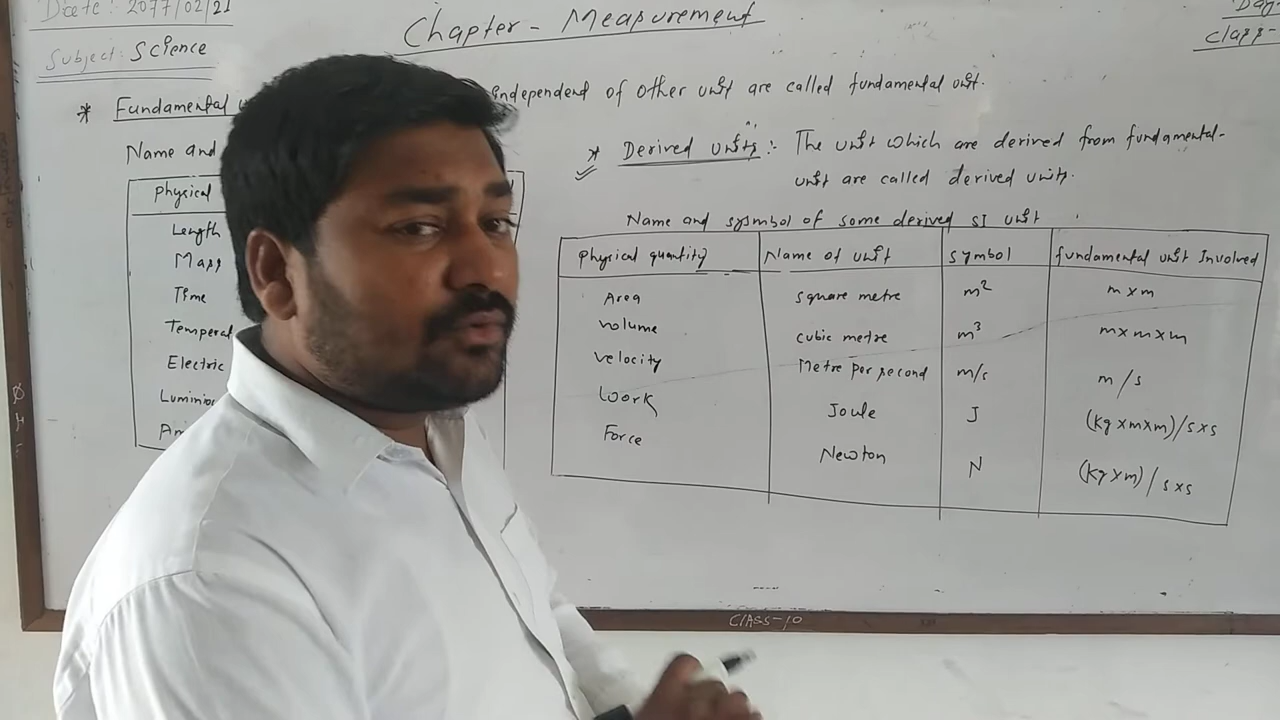 Date: 2077/02/21
Chapter - Measurement
Subject: Science
class-
* Fundamental
independent of other unit are called fundamental unit.
Name and
Physical
Length
Mass
Time
Temperat
Electric
Luminios
Am
* Derived units :- The unit which are derived from fundamental-
unit are called derived units.
Name and sysmbol of some derived SI unit
physical quantity Name of unit symbol fundamental unit Involved
Area square metre m² m x m
volume cubic metre m³ m x m x m
velocity Metre per second m/s m/s
Work Joule J (kg x m x m)/s x s
Force Newton N (kg x m)/s x s
CLASS-10